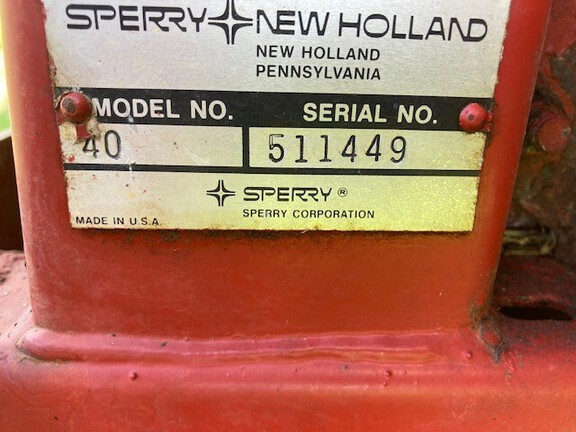 SPERRY NEW HOLLAND
NEW HOLLAND
PENNSYLVANIA
MODEL NO. SERIAL NO.
40 511449
SPERRY®
SPERRY CORPORATION
MADE IN U.S.A.